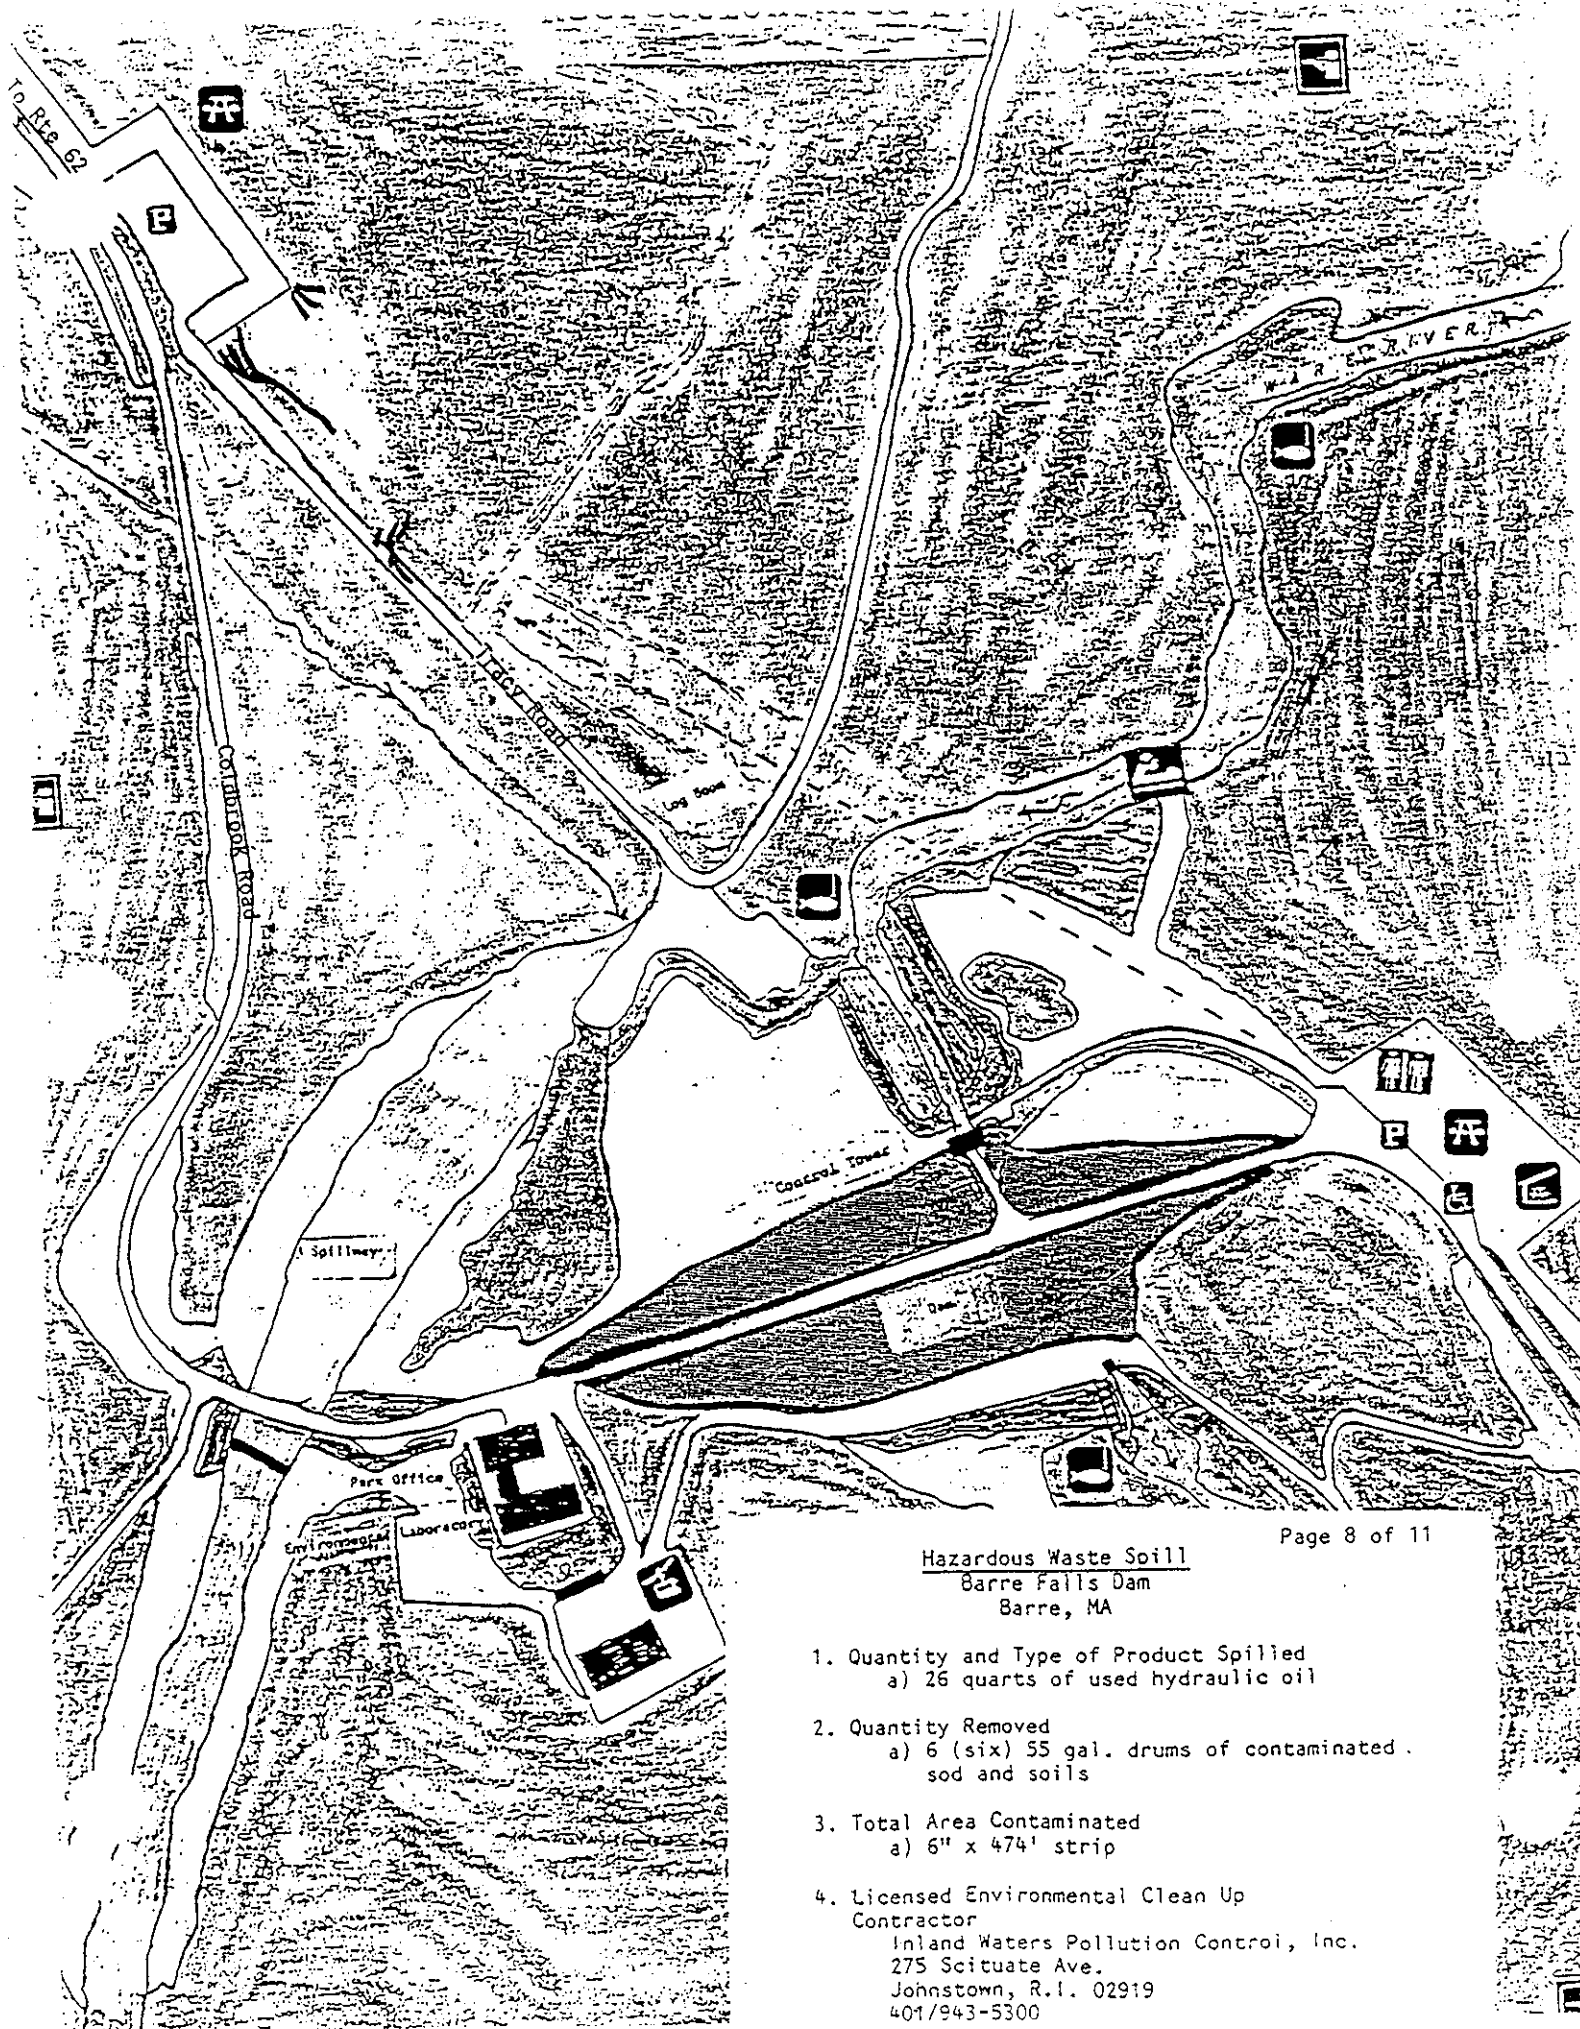 To Rte 62
P
WARE RIVER
Tracy Road
Coldbrook Road
Log Boom
Control Tower
P
Spillway
Dam
Park Office
Environmental Laboratory
Page 8 of 11
Hazardous Waste Spill
Barre Falls Dam
Barre, MA
1. Quantity and Type of Product Spilled
a) 26 quarts of used hydraulic oil
2. Quantity Removed
a) 6 (six) 55 gal. drums of contaminated
sod and soils
3. Total Area Contaminated
a) 6" x 474' strip
4. Licensed Environmental Clean Up
Contractor
Inland Waters Pollution Control, Inc.
275 Scituate Ave.
Johnstown, R.I. 02919
401/943-5300